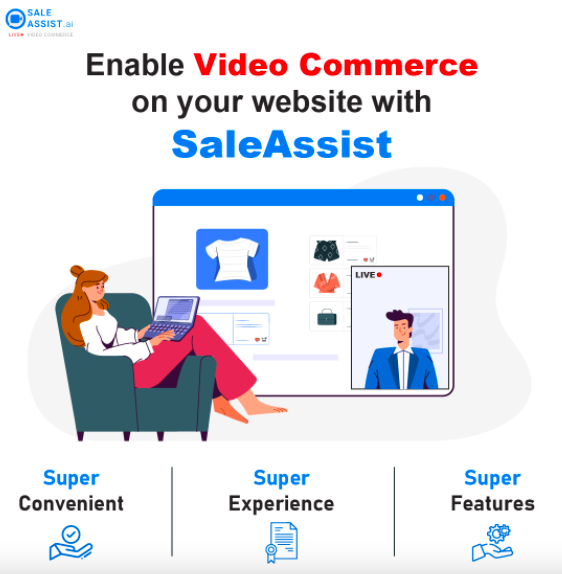 SALE
ASSIST.ai
LIVE VIDEO COMMERCE
Enable Video Commerce
on your website with
SaleAssist
LIVE
Super
Convenient
Super
Experience
Super
Features